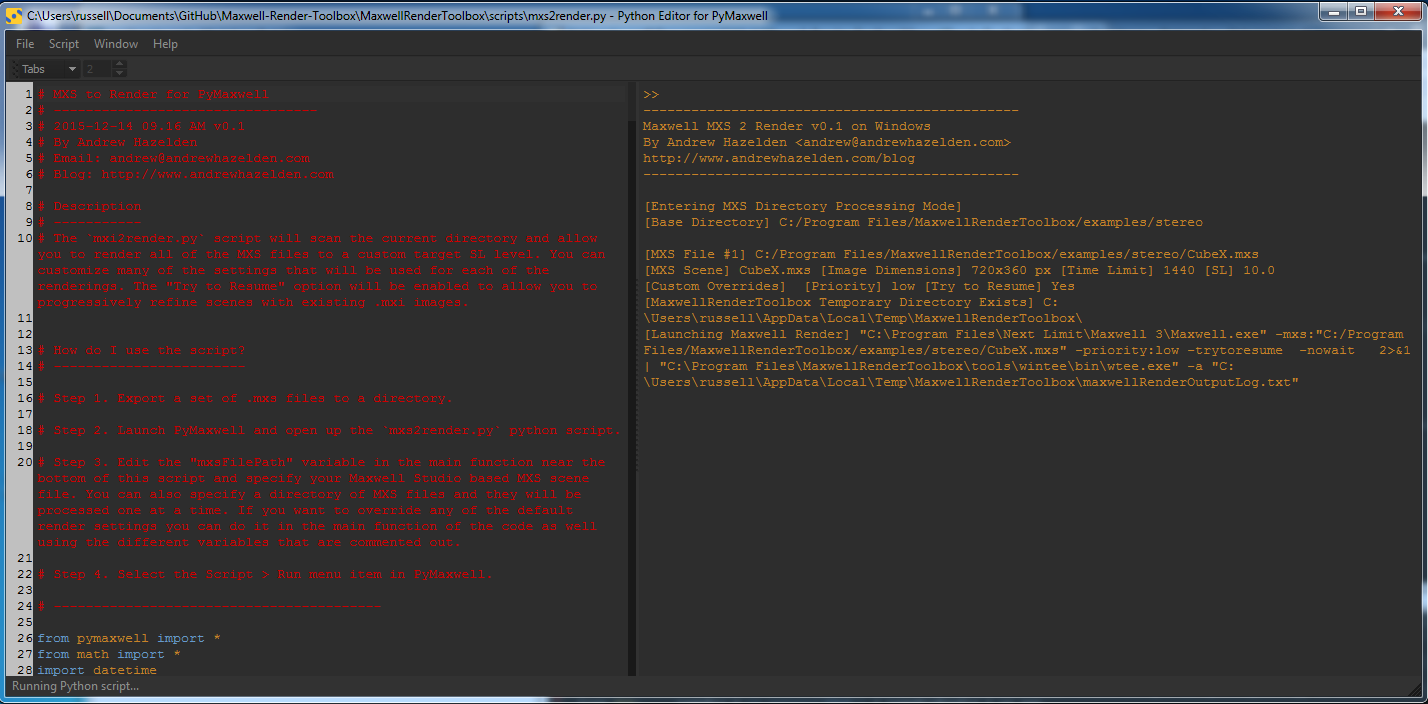 C:\Users\russell\Documents\GitHub\Maxwell-Render-Toolbox\MaxwellRenderToolbox\scripts\mxs2render.py - Python Editor for PyMaxwell
File Script Window Help
Tabs 2
1 # MXS to Render for PyMaxwell
2 # ---------------------------------
3 # 2015-12-14 09.16 AM v0.1
4 # By Andrew Hazelden
5 # Email: andrew@andrewhazelden.com
6 # Blog: http://www.andrewhazelden.com
7
8 # Description
9 # -----------
10 # The `mxi2render.py` script will scan the current directory and allow
you to render all of the MXS files to a custom target SL level. You can
customize many of the settings that will be used for each of the
renderings. The "Try to Resume" option will be enabled to allow you to
progressively refine scenes with existing .mxi images.
11
12
13 # How do I use the script?
14 # ------------------------
15
16 # Step 1. Export a set of .mxs files to a directory.
17
18 # Step 2. Launch PyMaxwell and open up the `mxs2render.py` python script.
19
20 # Step 3. Edit the "mxsFilePath" variable in the main function near the
bottom of this script and specify your Maxwell Studio based MXS scene
file. You can also specify a directory of MXS files and they will be
processed one at a time. If you want to override any of the default
render settings you can do it in the main function of the code as well
using the different variables that are commented out.
21
22 # Step 4. Select the Script > Run menu item in PyMaxwell.
23
24 # -----------------------------------------
25
26 from pymaxwell import *
27 from math import *
28 import datetime
>>
-----------------------------------------------
Maxwell MXS 2 Render v0.1 on Windows
By Andrew Hazelden <andrew@andrewhazelden.com>
http://www.andrewhazelden.com/blog
-----------------------------------------------
[Entering MXS Directory Processing Mode]
[Base Directory] C:/Program Files/MaxwellRenderToolbox/examples/stereo
[MXS File #1] C:/Program Files/MaxwellRenderToolbox/examples/stereo/CubeX.mxs
[MXS Scene] CubeX.mxs [Image Dimensions] 720x360 px [Time Limit] 1440 [SL] 10.0
[Custom Overrides]  [Priority] low [Try to Resume] Yes
[MaxwellRenderToolbox Temporary Directory Exists] C:
\Users\russell\AppData\Local\Temp\MaxwellRenderToolbox\
[Launching Maxwell Render] "C:\Program Files\Next Limit\Maxwell 3\Maxwell.exe" -mxs:"C:/Program
Files/MaxwellRenderToolbox/examples/stereo/CubeX.mxs" -priority:low -trytoresume  -nowait   2>&1
| "C:\Program Files\MaxwellRenderToolbox\tools\wintee\bin\wtee.exe" -a "C:
\Users\russell\AppData\Local\Temp\MaxwellRenderToolbox\maxwellRenderOutputLog.txt"
Running Python script...